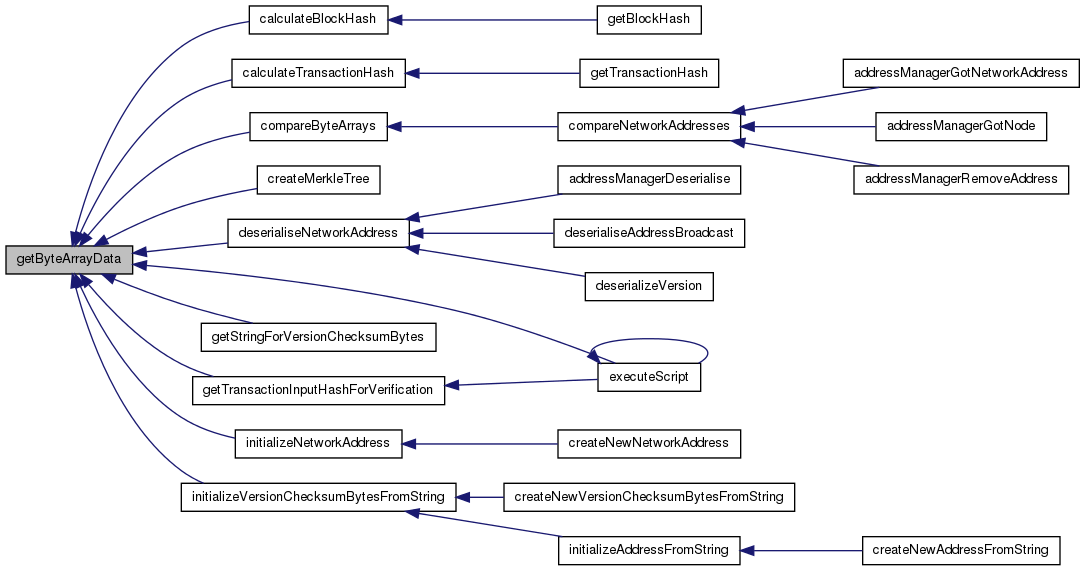 calculateBlockHash
getBlockHash
calculateTransactionHash
getTransactionHash
addressManagerGotNetworkAddress
compareByteArrays
compareNetworkAddresses
addressManagerGotNode
createMerkleTree
addressManagerDeserialise
addressManagerRemoveAddress
deserialiseNetworkAddress
deserialiseAddressBroadcast
getByteArrayData
deserializeVersion
getStringForVersionChecksumBytes
executeScript
getTransactionInputHashForVerification
initializeNetworkAddress
createNewNetworkAddress
initializeVersionChecksumBytesFromString
createNewVersionChecksumBytesFromString
initializeAddressFromString
createNewAddressFromString